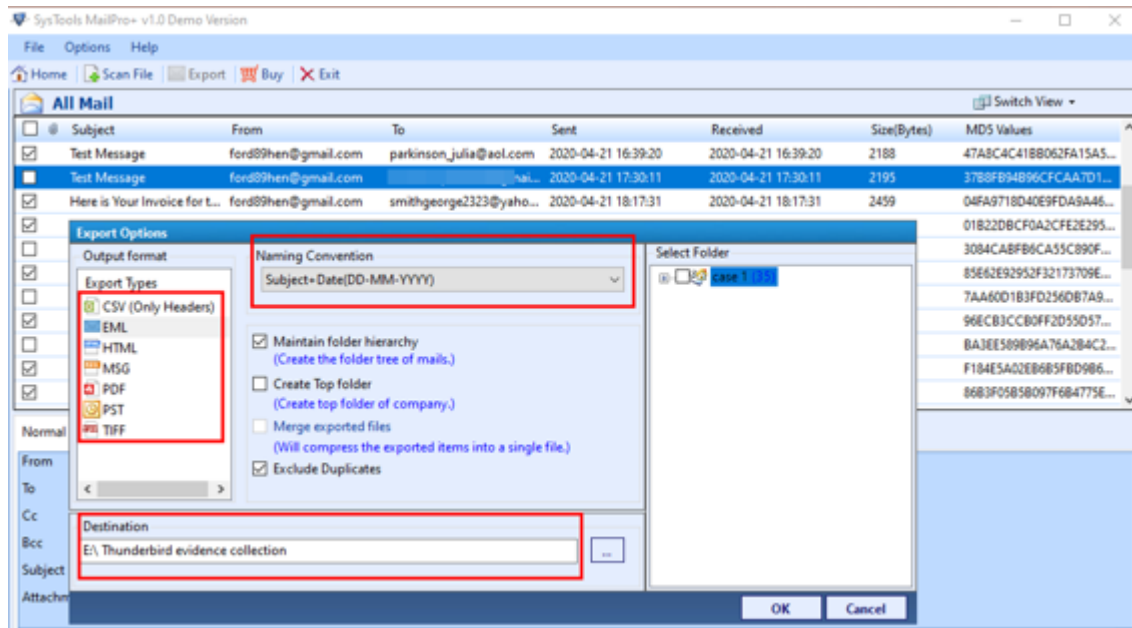 SysTools MailPro+ v1.0 Demo Version
File Options Help
Home Scan File Export Buy Exit
All Mail Switch View
Subject From To Sent Received Size(Bytes) MD5 Values
Test Message ford89hen@gmail.com parkinson_julia@aol.com 2020-04-21 16:39:20 2020-04-21 16:39:20 2188 47A8C4C41BB062FA15A5...
Test Message ford89hen@gmail.com 2020-04-21 17:30:11 2020-04-21 17:30:11 2195 37B8FB94B96CFCAA7D1...
Here is Your Invoice for t... ford89hen@gmail.com smithgeorge2323@yaho... 2020-04-21 18:17:31 2020-04-21 18:17:31 2459 04FA9718D40E9FDA9A46...
01B22DBCF0A2CFE2E295...
3084CABFB6CA55C890F...
85E62E92952F32173709E...
7AA60D1B3FD256DB7A9...
96ECB3CCB0FF2D55D57...
BA3EE589B96A76A2B4C2...
F184E5A02EB6B5FBD9B6...
86B3F05B5B097F6B4775E...
Export Options
Output format
Export Types
CSV (Only Headers)
EML
HTML
MSG
PDF
PST
TIFF
Naming Convention
Subject+Date(DD-MM-YYYY)
Maintain folder hierarchy
(Create the folder tree of mails.)
Create Top folder
(Create top folder of company.)
Merge exported files
(Will compress the exported items into a single file.)
Exclude Duplicates
Select Folder
case 1 (35)
Destination
E:\ Thunderbird evidence collection
...
OK Cancel
Normal
From
To
Cc
Bcc
Subject
Attachm